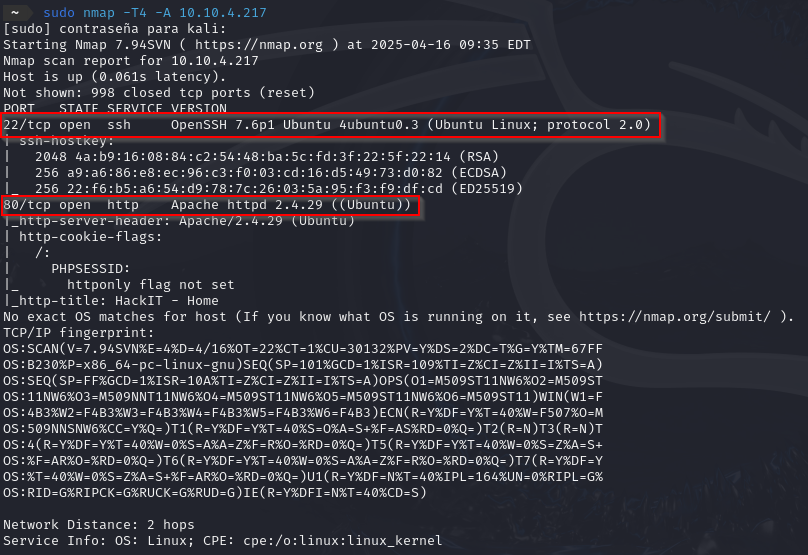 ~ sudo nmap -T4 -A 10.10.4.217
[sudo] contraseña para kali:
Starting Nmap 7.94SVN ( https://nmap.org ) at 2025-04-16 09:35 EDT
Nmap scan report for 10.10.4.217
Host is up (0.061s latency).
Not shown: 998 closed tcp ports (reset)
PORT   STATE SERVICE VERSION
22/tcp open  ssh     OpenSSH 7.6p1 Ubuntu 4ubuntu0.3 (Ubuntu Linux; protocol 2.0)
| ssh-hostkey:
|   2048 4a:b9:16:08:84:c2:54:48:ba:5c:fd:3f:22:5f:22:14 (RSA)
|   256 a9:a6:86:e8:ec:96:c3:f0:03:cd:16:d5:49:73:d0:82 (ECDSA)
|_  256 22:f6:b5:a6:54:d9:78:7c:26:03:5a:95:f3:f9:df:cd (ED25519)
80/tcp open  http    Apache httpd 2.4.29 ((Ubuntu))
|_http-server-header: Apache/2.4.29 (Ubuntu)
| http-cookie-flags:
|   /:
|     PHPSESSID:
|_      httponly flag not set
|_http-title: HackIT - Home
No exact OS matches for host (If you know what OS is running on it, see https://nmap.org/submit/ ).
TCP/IP fingerprint:
OS:SCAN(V=7.94SVN%E=4%D=4/16%OT=22%CT=1%CU=30132%PV=Y%DS=2%DC=T%G=Y%TM=67FF
OS:B230%P=x86_64-pc-linux-gnu)SEQ(SP=101%GCD=1%ISR=109%TI=Z%CI=Z%II=I%TS=A)
OS:SEQ(SP=FF%GCD=1%ISR=10A%TI=Z%CI=Z%II=I%TS=A)OPS(O1=M509ST11NW6%O2=M509ST
OS:11NW6%O3=M509NNT11NW6%O4=M509ST11NW6%O5=M509ST11NW6%O6=M509ST11)WIN(W1=F
OS:4B3%W2=F4B3%W3=F4B3%W4=F4B3%W5=F4B3%W6=F4B3)ECN(R=Y%DF=Y%T=40%W=F507%O=M
OS:509NNSNW6%CC=Y%Q=)T1(R=Y%DF=Y%T=40%S=O%A=S+%F=AS%RD=0%Q=)T2(R=N)T3(R=N)T
OS:4(R=Y%DF=Y%T=40%W=0%S=A%A=Z%F=R%O=%RD=0%Q=)T5(R=Y%DF=Y%T=40%W=0%S=Z%A=S+
OS:%F=AR%O=%RD=0%Q=)T6(R=Y%DF=Y%T=40%W=0%S=A%A=Z%F=R%O=%RD=0%Q=)T7(R=Y%DF=Y
OS:%T=40%W=0%S=Z%A=S+%F=AR%O=%RD=0%Q=)U1(R=Y%DF=N%T=40%IPL=164%UN=0%RIPL=G%
OS:RID=G%RIPCK=G%RUCK=G%RUD=G)IE(R=Y%DFI=N%T=40%CD=S)
Network Distance: 2 hops
Service Info: OS: Linux; CPE: cpe:/o:linux:linux_kernel